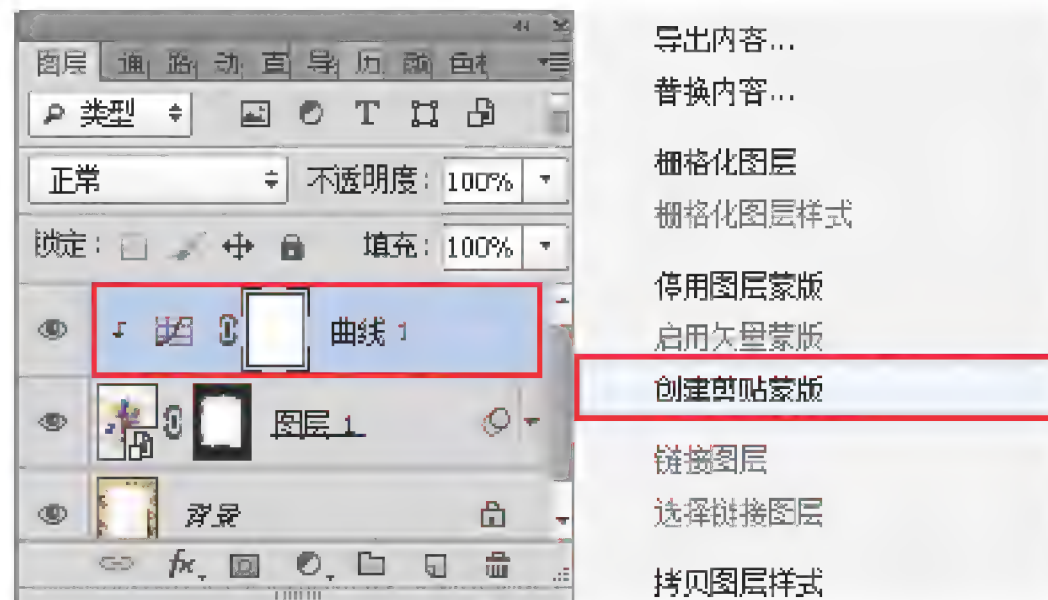 图层 通 路 动 直 导 历 颜 色板
类型 T
正常 不透明度: 100%
锁定: 填充: 100%
曲线 1
图层 1
背景
fx
导出内容...
替换内容...
栅格化图层
栅格化图层样式
停用图层蒙版
启用矢量蒙版
创建剪贴蒙版
链接图层
选择链接图层
拷贝图层样式